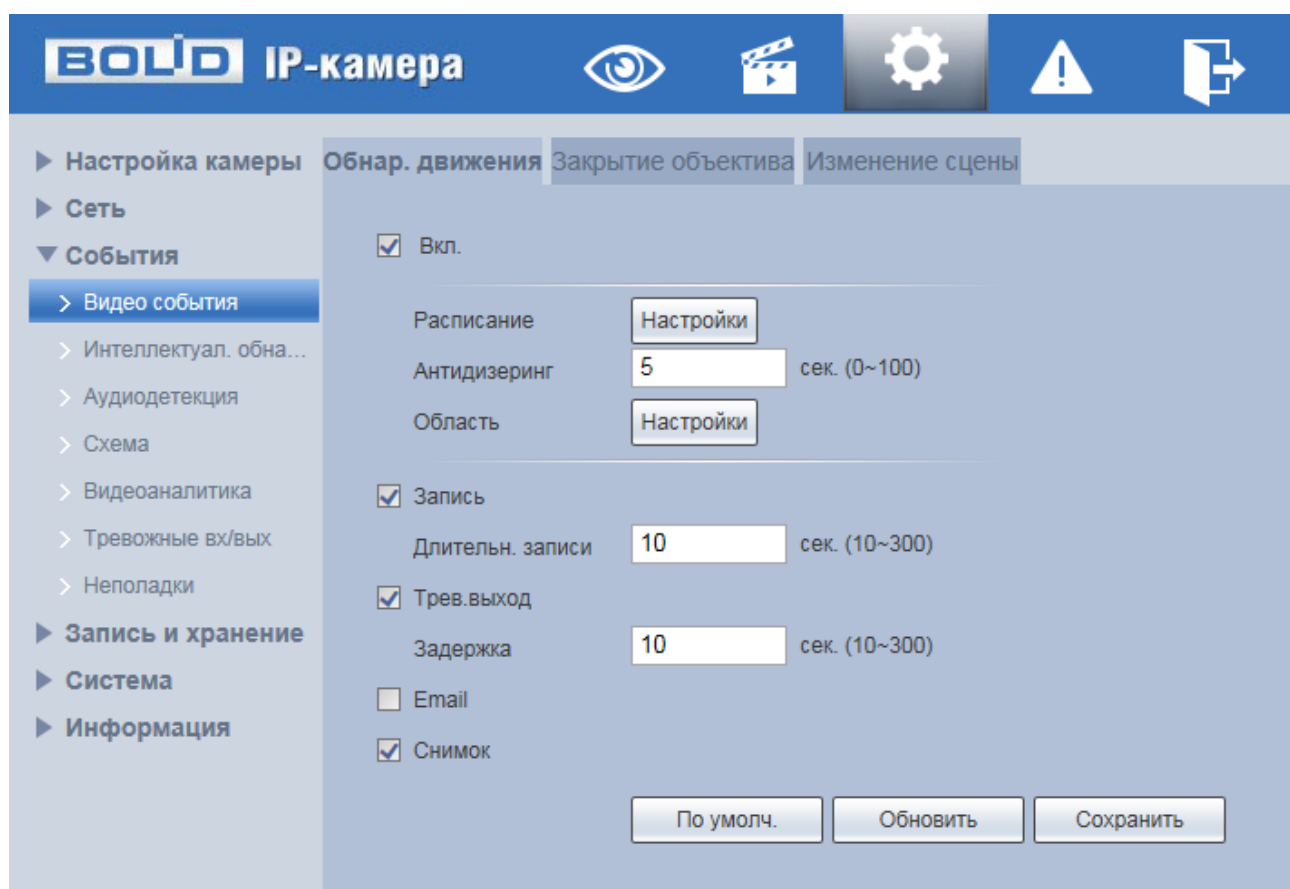 BOLID IP-камера
Настройка камеры
Сеть
События
Видео события
Интеллектуал. обна...
Аудиодетекция
Схема
Видеоаналитика
Тревожные вх/вых
Неполадки
Запись и хранение
Система
Информация
Обнар. движения Закрытие объектива Изменение сцены
Вкл.
Расписание Настройки
Антидизеринг 5 сек. (0~100)
Область Настройки
Запись
Длительн. записи 10 сек. (10~300)
Трев.выход
Задержка 10 сек. (10~300)
Email
Снимок
По умолч. Обновить Сохранить